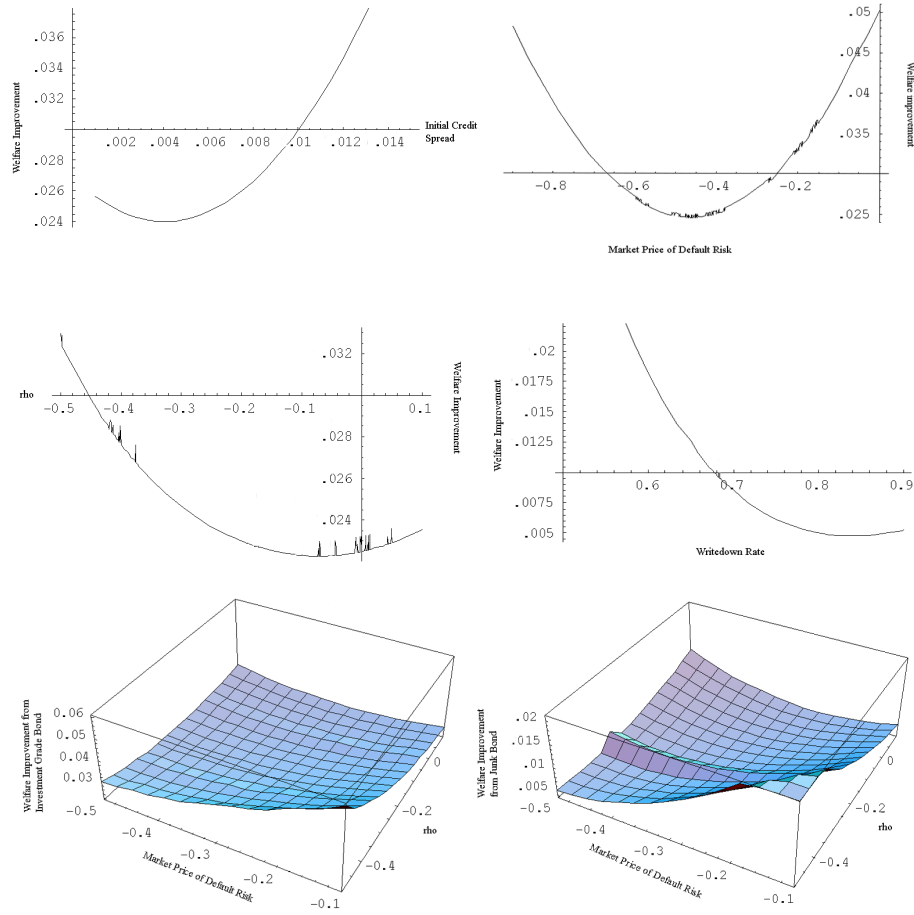 .036
.034
.032
.03
.028
.026
.024
Welfare Improvement
.002 .004 .006 .008 .01 .012 .014
Initial Credit
Spread
.05
.045
.04
.035
.025
Welfare improvement
-0.8 -0.6 -0.4 -0.2
Market Price of Default Risk
.032
.028
.026
.024
Welfare Improvement
rho
-0.5 -0.4 -0.3 -0.2 -0.1 0.1
.02
.0175
.015
.0125
.0075
.005
Welfare Improvement
0.6 0.7 0.8 0.9
Writedown Rate
0.06
0.05
0.04
0.03
Welfare Improvement from
Investment Grade Bond
-0.5
-0.4
-0.3
-0.2
-0.1
Market Price of Default Risk
0
-0.2
-0.4
rho
0.02
0.015
0.01
0.005
Welfare Improvement
from Junk Bond
-0.5
-0.4
-0.3
-0.2
-0.1
Market Price of Default Risk
0
-0.2
-0.4
rho